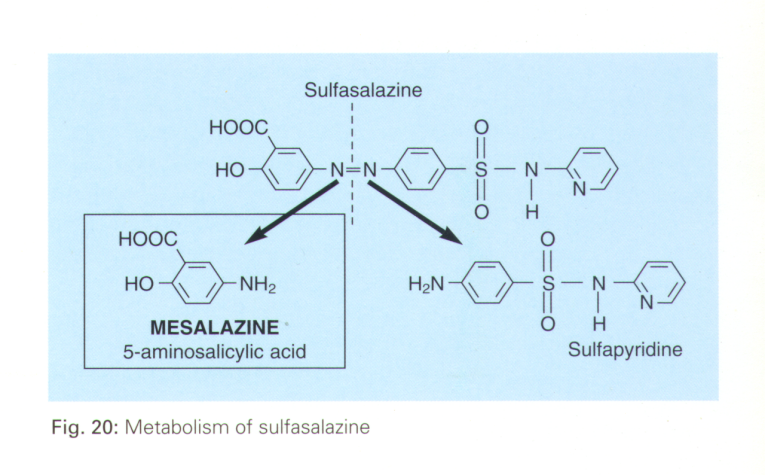 Sulfasalazine
HOOC
HO
N=N
O
S
O
N
H
N
HOOC
HO
NH₂
MESALAZINE
5-aminosalicylic acid
H₂N
O
S
O
N
H
N
Sulfapyridine
Fig. 20: Metabolism of sulfasalazine